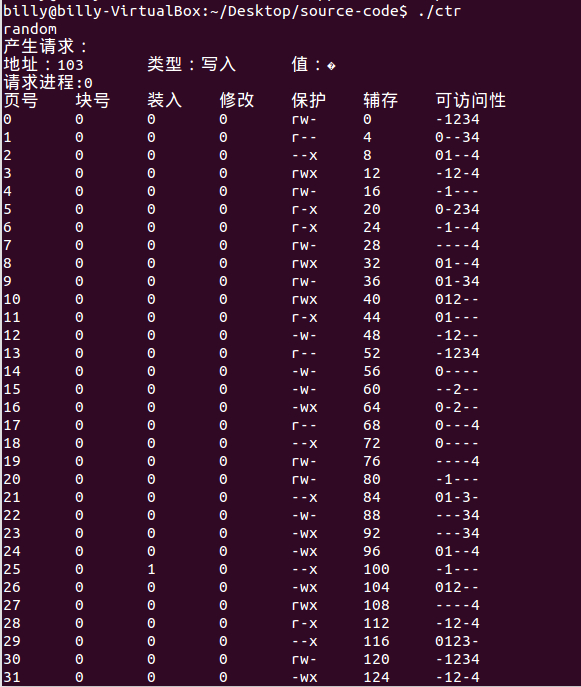 billy@billy-VirtualBox:~/Desktop/source-code$ ./ctr
random
产生请求：
地址：103 类型：写入 值：�
请求进程:0
页号 块号 装入 修改 保护 辅存 可访问性
0 0 0 0 rw- 0 -1234
1 0 0 0 r-- 4 0--34
2 0 0 0 --x 8 01--4
3 0 0 0 rwx 12 -12-4
4 0 0 0 rw- 16 -1---
5 0 0 0 r-x 20 0-234
6 0 0 0 r-x 24 -1--4
7 0 0 0 rw- 28 ----4
8 0 0 0 rwx 32 01--4
9 0 0 0 rw- 36 01-34
10 0 0 0 rwx 40 012--
11 0 0 0 r-x 44 01---
12 0 0 0 -w- 48 -12--
13 0 0 0 r-- 52 -1234
14 0 0 0 -w- 56 0----
15 0 0 0 -w- 60 --2--
16 0 0 0 -wx 64 0-2--
17 0 0 0 r-- 68 0---4
18 0 0 0 --x 72 0----
19 0 0 0 rw- 76 ----4
20 0 0 0 rw- 80 -1---
21 0 0 0 --x 84 01-3-
22 0 0 0 -w- 88 ---34
23 0 0 0 -wx 92 ---34
24 0 0 0 -wx 96 01--4
25 0 1 0 --x 100 -1---
26 0 0 0 -wx 104 012--
27 0 0 0 rwx 108 ----4
28 0 0 0 r-x 112 -12-4
29 0 0 0 --x 116 0123-
30 0 0 0 rw- 120 -1234
31 0 0 0 -wx 124 -12-4